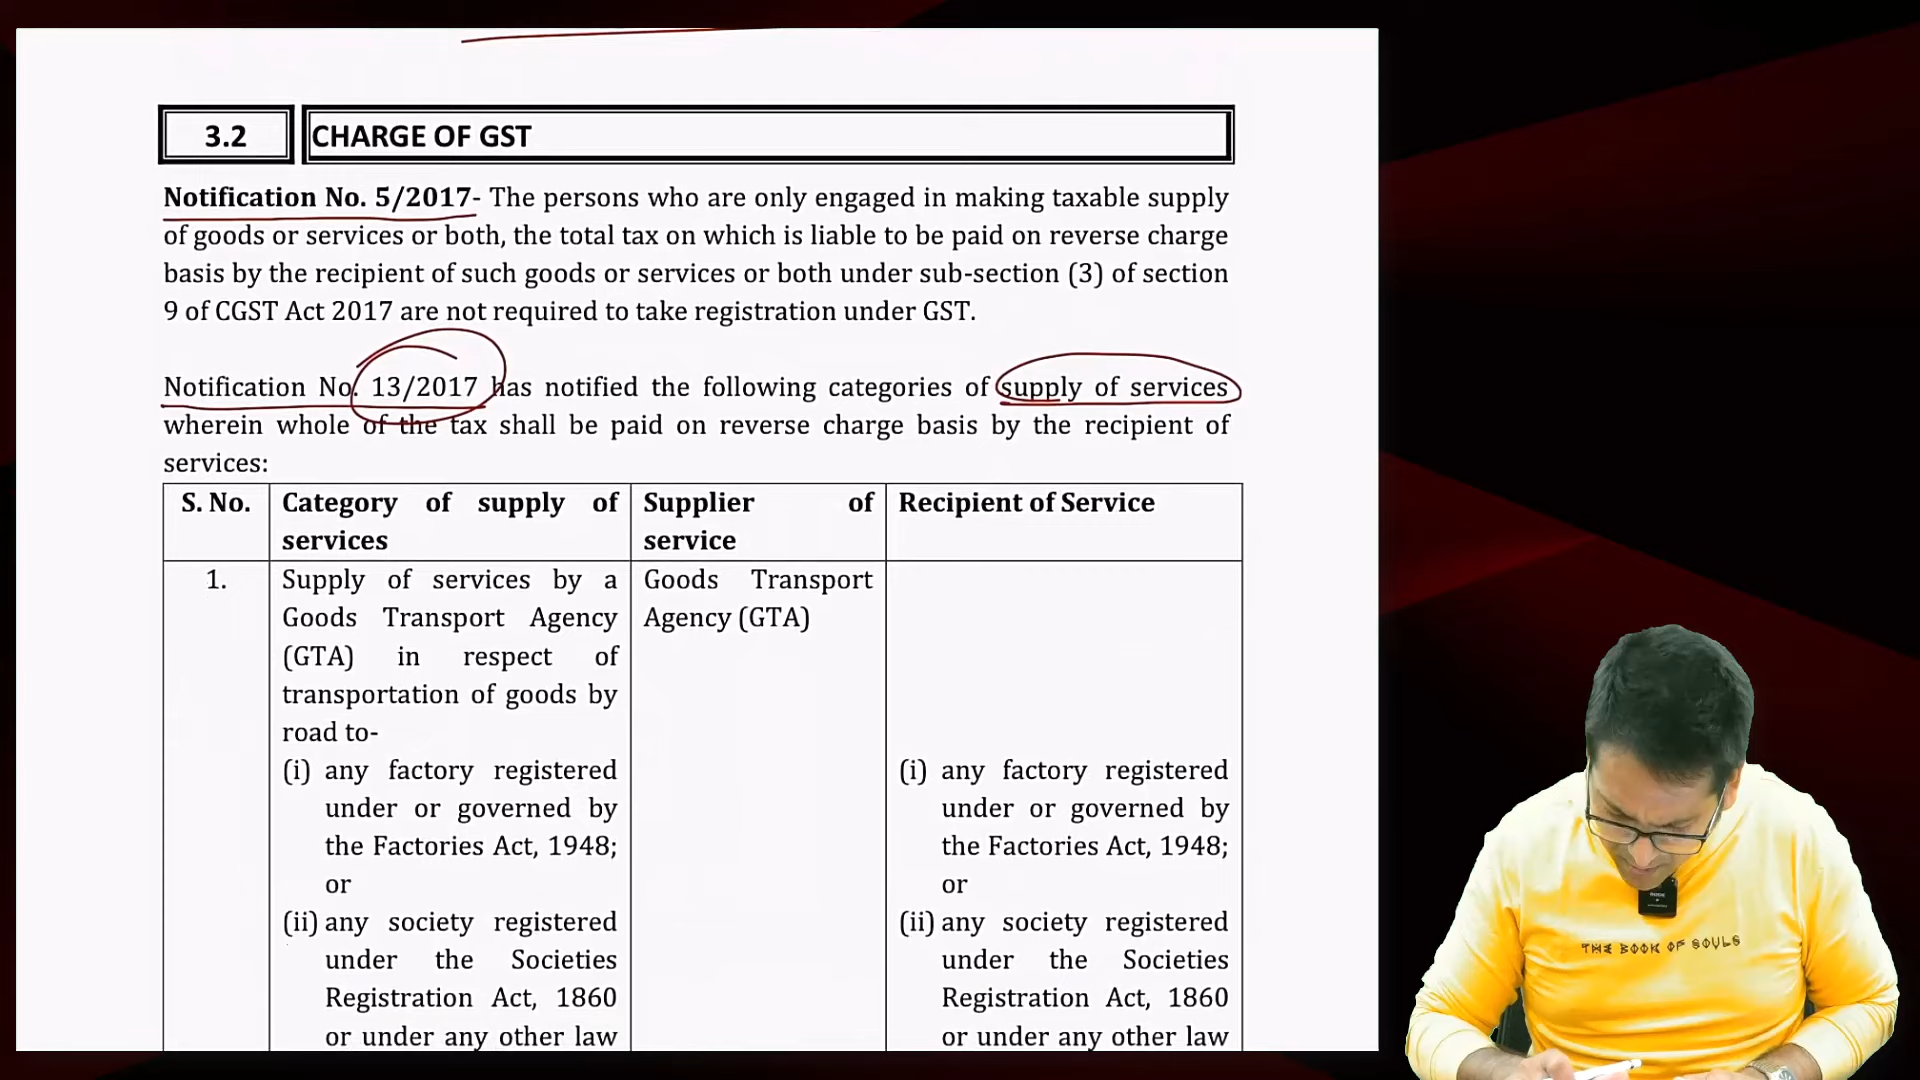 3.2 CHARGE OF GST
Notification No. 5/2017- The persons who are only engaged in making taxable supply
of goods or services or both, the total tax on which is liable to be paid on reverse charge
basis by the recipient of such goods or services or both under sub-section (3) of section
9 of CGST Act 2017 are not required to take registration under GST.
Notification No. 13/2017 has notified the following categories of supply of services
wherein whole of the tax shall be paid on reverse charge basis by the recipient of
services:
S. No. Category of supply of services Supplier of service Recipient of Service
1.
Supply of services by a
Goods Transport Agency
(GTA) in respect of
transportation of goods by
road to-
(i) any factory registered
under or governed by
the Factories Act, 1948;
or
(ii) any society registered
under the Societies
Registration Act, 1860
or under any other law
Goods Transport
Agency (GTA)
(i) any factory registered
under or governed by
the Factories Act, 1948;
or
(ii) any society registered
under the Societies
Registration Act, 1860
or under any other law
THE BOOK OF SOULS